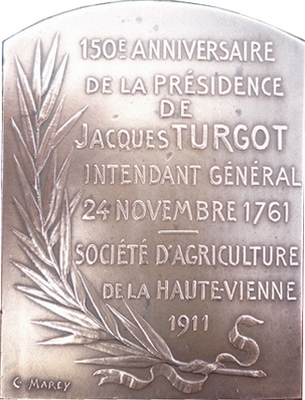 150E ANNIVERSAIRE
DE LA PRÉSIDENCE
DE
JACQUES TURGOT
INTENDANT GÉNÉRAL
24 NOVEMBRE 1761
SOCIÉTÉ D'AGRICULTURE
DE LA HAUTE-VIENNE
1911
C. MAREY